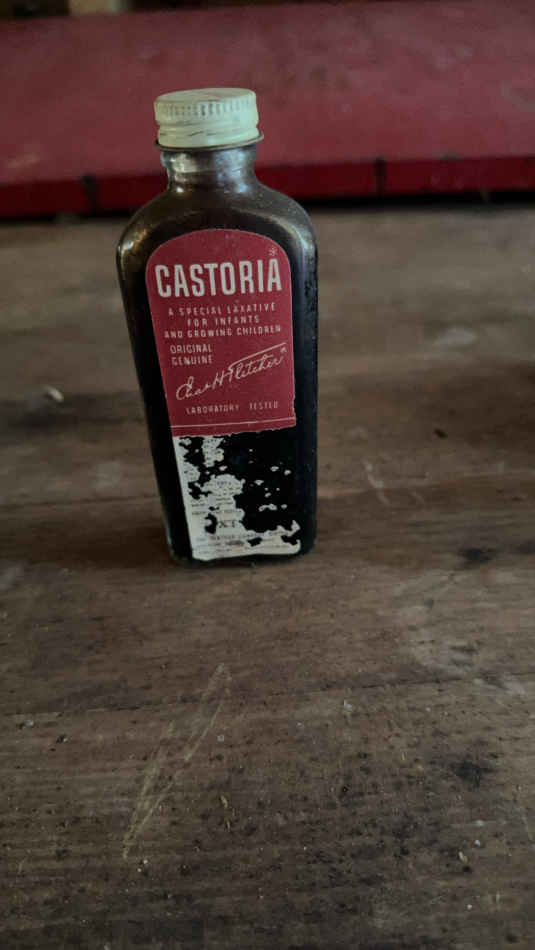 CASTORIA
A SPECIAL LAXATIVE
FOR INFANTS
AND GROWING CHILDREN
ORIGINAL
GENUINE
Chas H Fletcher
LABORATORY TESTED